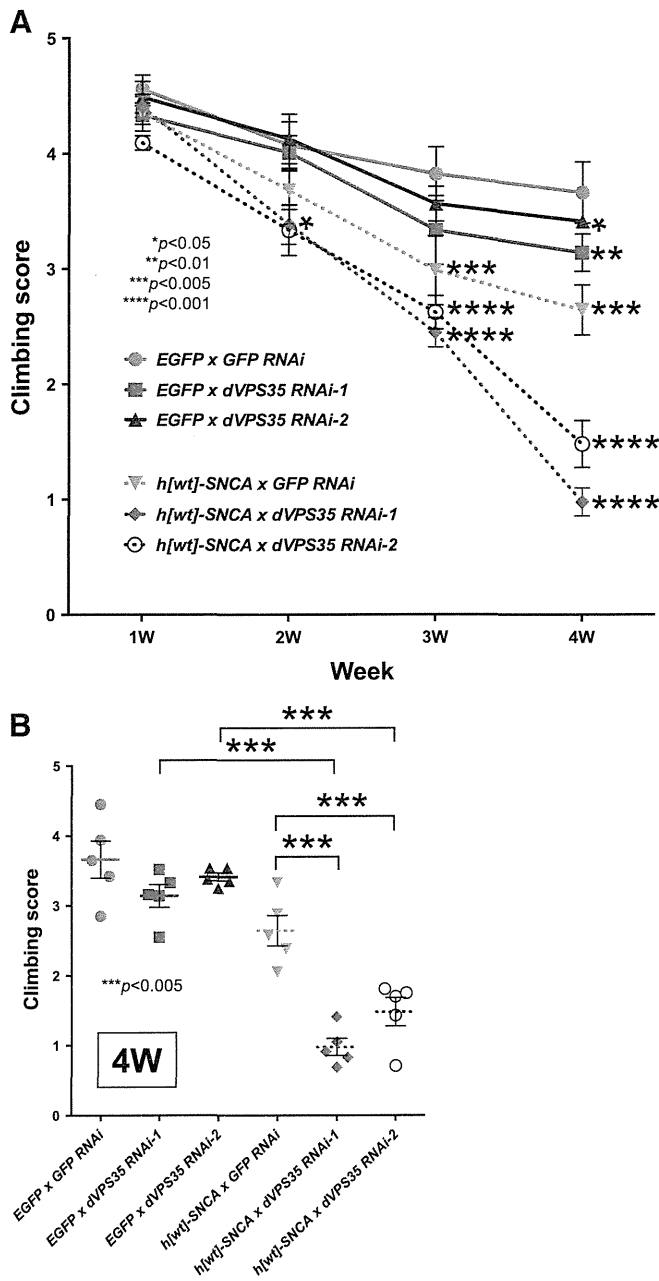 A
5
4
3
2
1
0
Climbing score
*p<0.05
**p<0.01
***p<0.005
****p<0.001
EGFP x GFP RNAi
EGFP x dVPS35 RNAi-1
EGFP x dVPS35 RNAi-2
h[wt]-SNCA x GFP RNAi
h[wt]-SNCA x dVPS35 RNAi-1
h[wt]-SNCA x dVPS35 RNAi-2
*
***
****
****
*
**
***
****
****
1W 2W 3W 4W
Week
B
***
***
***
***
5
4
3
2
1
0
Climbing score
***p<0.005
4W
EGFP x GFP RNAi
EGFP x dVPS35 RNAi-1
EGFP x dVPS35 RNAi-2
h[wt]-SNCA x GFP RNAi
h[wt]-SNCA x dVPS35 RNAi-1
h[wt]-SNCA x dVPS35 RNAi-2